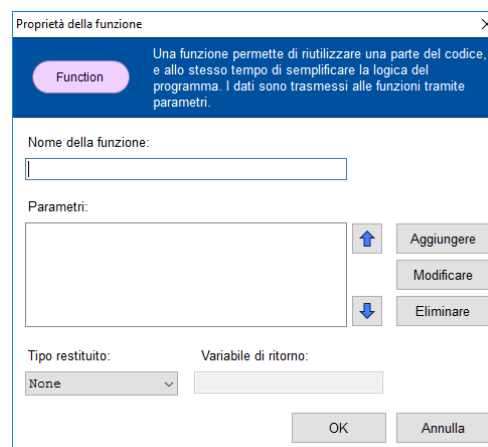 Proprietà della funzione
Function
Una funzione permette di riutilizzare una parte del codice,
e allo stesso tempo di semplificare la logica del
programma. I dati sono trasmessi alle funzioni tramite
parametri.
Nome della funzione:
Parametri:
Aggiungere
Modificare
Eliminare
Tipo restituito:
Variabile di ritorno:
None
OK
Annulla